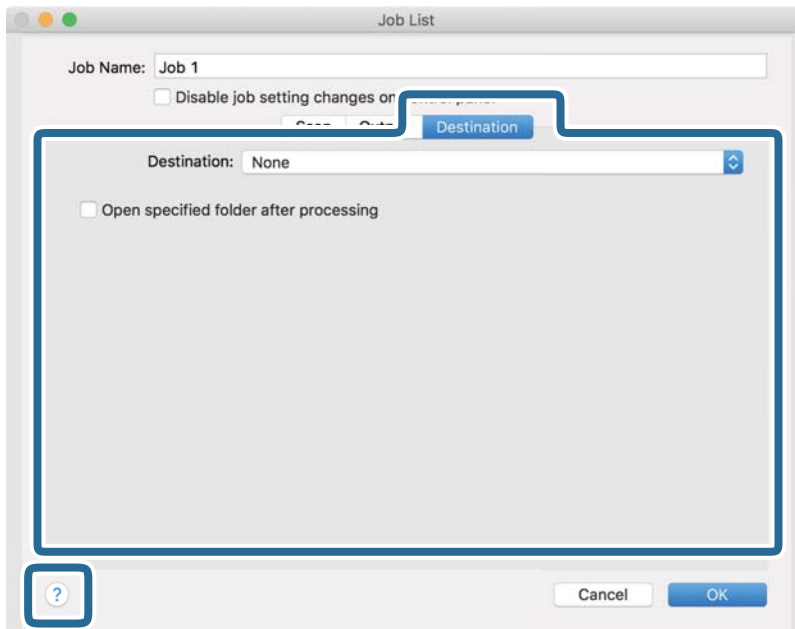 Job List
Job Name: Job 1
Disable job setting changes on
Destination
Destination: None
Open specified folder after processing
?
Cancel OK